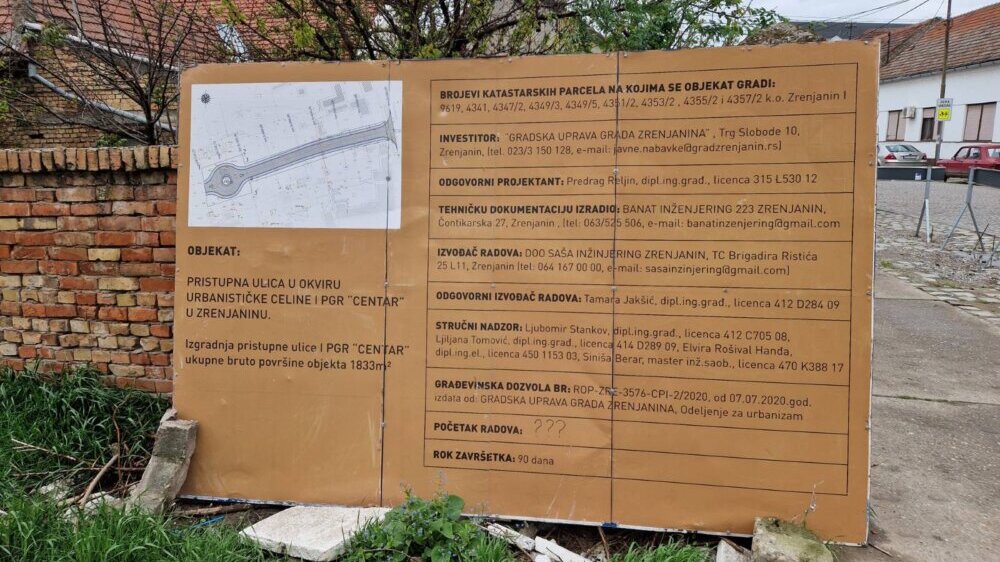 OBJEKAT:
PRISTUPNA ULICA U OKVIRU
URBANISTIČKE CELINE I PGR "CENTAR"
U ZRENJANINU.
Izgradnja pristupne ulice I PGR "CENTAR"
ukupne bruto površine objekta 1833m²
BROJEVI KATASTARSKIH PARCELA NA KOJIMA SE OBJEKAT GRADI:
9619, 4341, 4347/2, 4349/3, 4349/5, 4351/2, 4353/2 , 4355/2 i 4357/2 k.o. Zrenjanin I
INVESTITOR: "GRADSKA UPRAVA GRADA ZRENJANINA" , Trg Slobode 10,
Zrenjanin, (tel. 023/3 150 128, e-mail: javne.nabavke@gradzrenjanin.rs)
ODGOVORNI PROJEKTANT: Predrag Reljin, dipl.ing.građ., licenca 315 L530 12
TEHNIČKU DOKUMENTACIJU IZRADIO: BANAT INŽENJERING 223 ZRENJANIN,
Čontikarska 27, Zrenjanin , (tel: 063/525 506, e-mail: banatinzenjering@gmail.com
IZVOĐAČ RADOVA: DOO SAŠA INŽINJERING ZRENJANIN, TC Brigadira Ristića
25 L11, Zrenjanin (tel: 064 167 00 00, e-mail: sasainzinjering@gmail.com)
ODGOVORNI IZVOĐAČ RADOVA: Tamara Jakšić, dipl.ing.građ., licenca 412 D284 09
STRUČNI NADZOR: Ljubomir Stankov, dipl.ing.građ., licenca 412 C705 08,
Ljiljana Tomović, dipl.ing.građ., licenca 414 D289 09, Elvira Rošival Handa,
dipl.ing.el., licenca 450 1153 03, Siniša Berar, master inž.saob., licenca 470 K388 17
GRAĐEVINSKA DOZVOLA BR: ROP-ZRE-3576-CPI-2/2020, od 07.07.2020.god.
izdata od: GRADSKA UPRAVA GRADA ZRENJANINA, Odeljenje za urbanizam
POČETAK RADOVA: ???
ROK ZAVRŠETKA: 90 dana